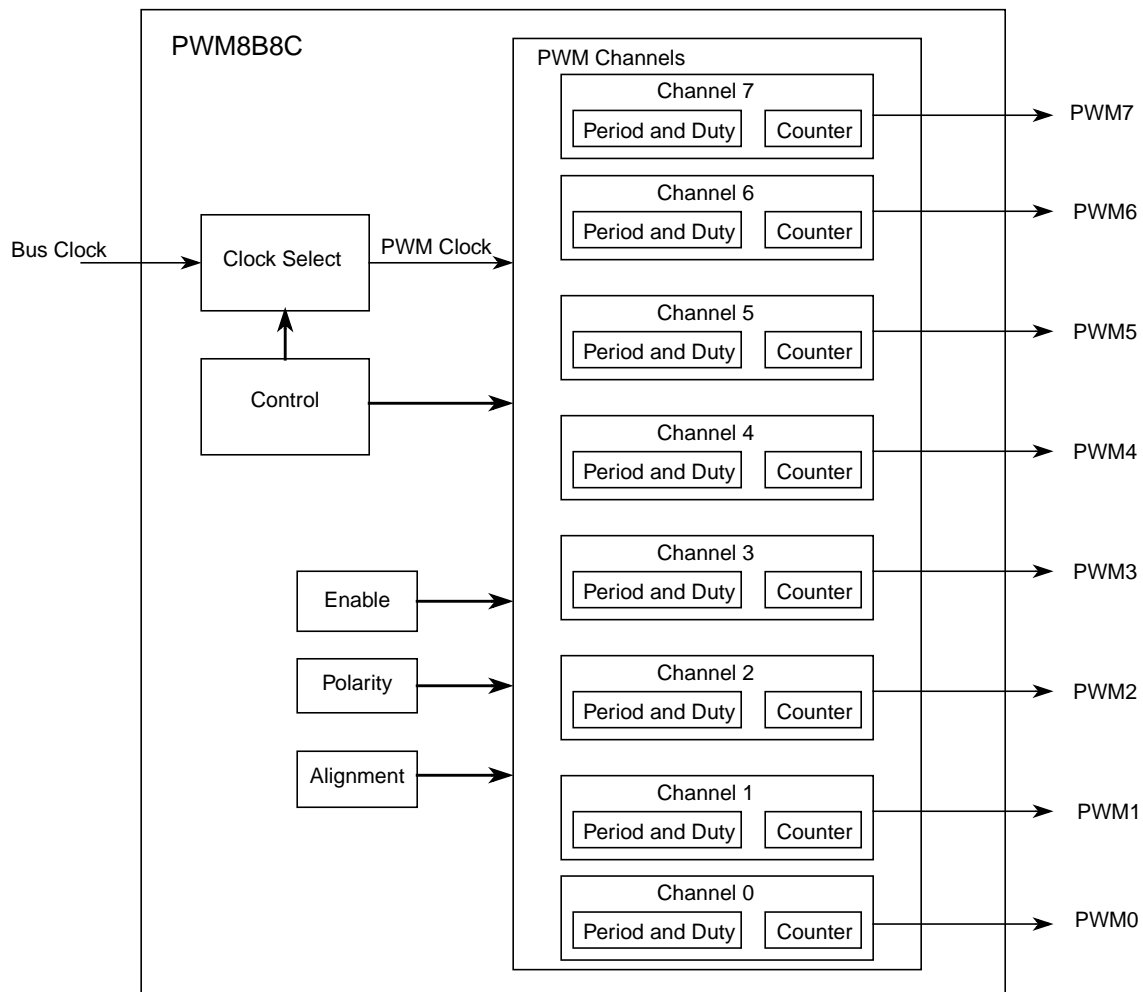 PWM8B8C
PWM Channels
Channel 7
Period and Duty
Counter
PWM7
Channel 6
Period and Duty
Counter
PWM6
Bus Clock
Clock Select
PWM Clock
Channel 5
Period and Duty
Counter
PWM5
Control
Channel 4
Period and Duty
Counter
PWM4
Channel 3
Period and Duty
Counter
PWM3
Enable
Polarity
Channel 2
Period and Duty
Counter
PWM2
Alignment
Channel 1
Period and Duty
Counter
PWM1
Channel 0
Period and Duty
Counter
PWM0